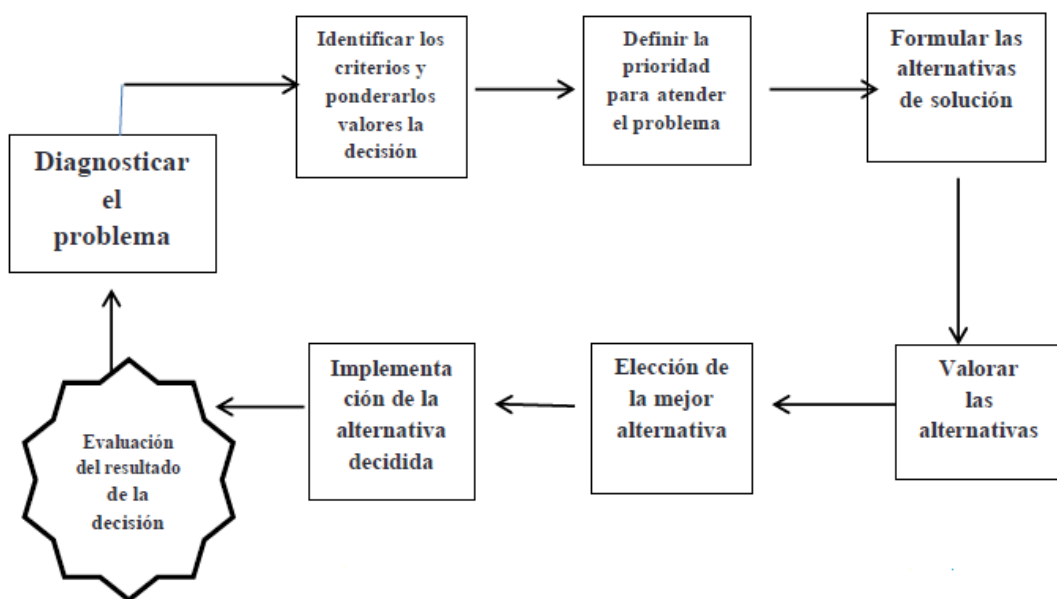 Diagnosticar
el
problema
Identificar los
criterios y
ponderarlos
valores la
decisión
Definir la
prioridad
para atender
el problema
Formular las
alternativas
de solución
Valorar
las
alternativas
Elección de
la mejor
alternativa
Implementa
ción de la
alternativa
decidida
Evaluación
del resultado
de la
decisión